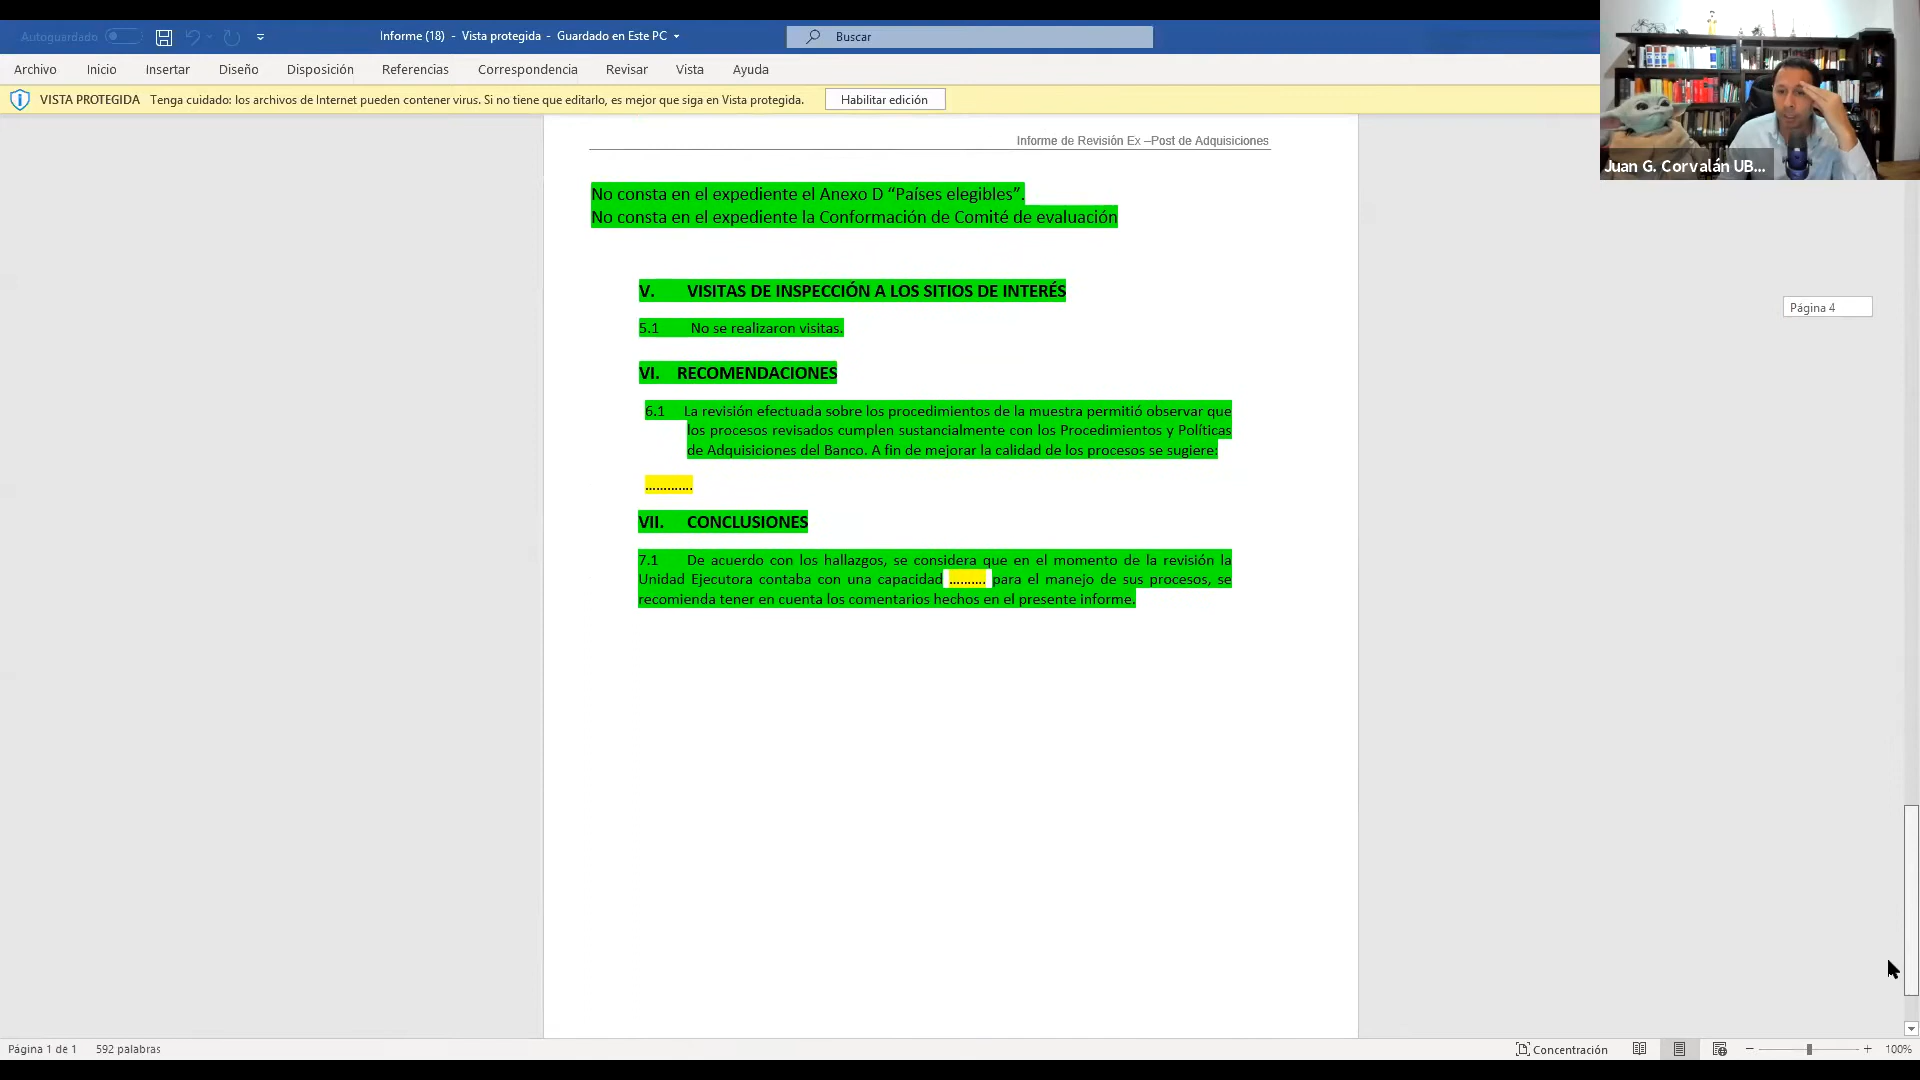 Autoguardado
Informe (18) - Vista protegida - Guardado en Este PC
Buscar
Archivo Inicio Insertar Diseño Disposición Referencias Correspondencia Revisar Vista Ayuda
VISTA PROTEGIDA Tenga cuidado: los archivos de Internet pueden contener virus. Si no tiene que editarlo, es mejor que siga en Vista protegida. Habilitar edición
Juan G. Corvalán UB...
Informe de Revisión Ex –Post de Adquisiciones
No consta en el expediente el Anexo D “Países elegibles”.
No consta en el expediente la Conformación de Comité de evaluación
V. VISITAS DE INSPECCIÓN A LOS SITIOS DE INTERÉS
Página 4
5.1 No se realizaron visitas.
VI. RECOMENDACIONES
6.1 La revisión efectuada sobre los procedimientos de la muestra permitió observar que
los procesos revisados cumplen sustancialmente con los Procedimientos y Políticas
de Adquisiciones del Banco. A fin de mejorar la calidad de los procesos se sugiere:
.............
VII. CONCLUSIONES
7.1 De acuerdo con los hallazgos, se considera que en el momento de la revisión la
Unidad Ejecutora contaba con una capacidad .......... para el manejo de sus procesos, se
recomienda tener en cuenta los comentarios hechos en el presente informe.
Página 1 de 1 592 palabras
Concentración
100%